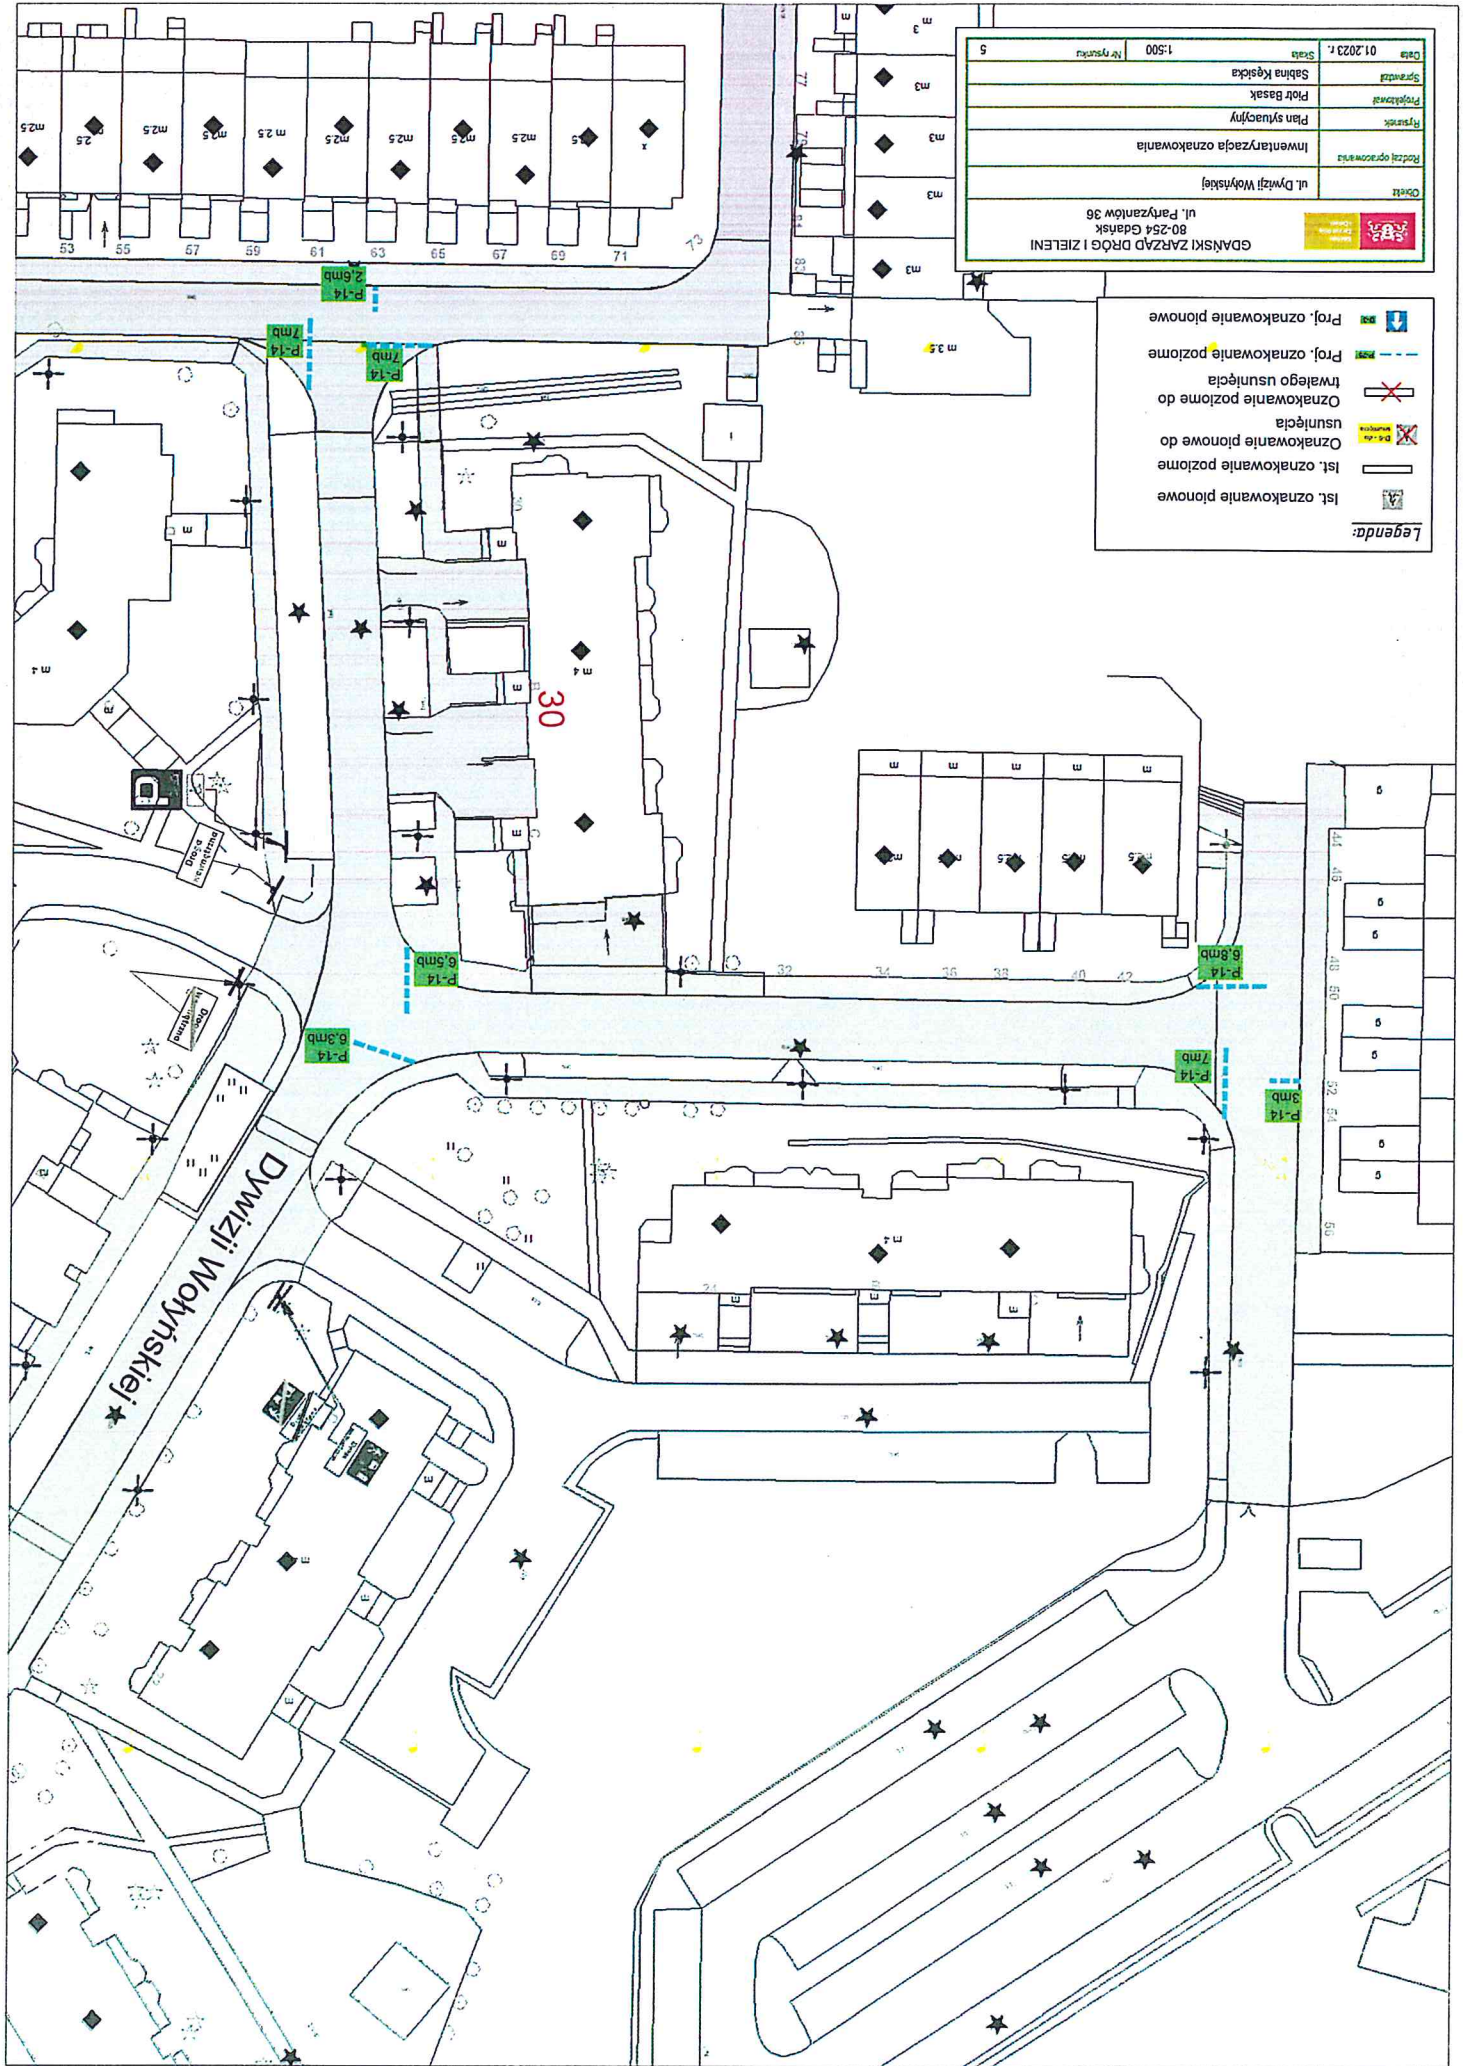 GDAŃSKI ZARZĄD DRÓG I ZIELENI
80-254 Gdańsk
ul. Partyzantów 36
Obiekt
ul. Dywizji Wołyńskiej
Rodzaj opracowania
Inwentaryzacja oznakowania
Rysunek
Plan sytuacyjny
Projektował
Piotr Basak
Sprawdził
Sabina Kęsicka
Data
01.2023 r.
Skala
1:500
Nr rysunku
5
Legenda:
Ist. oznakowanie pionowe
Ist. oznakowanie poziome
Oznakowanie pionowe do
usunięcia
Oznakowanie poziome do
trwałego usunięcia
Proj. oznakowanie poziome
Proj. oznakowanie pionowe
53
55
57
59
61
63
65
67
69
71
73
77
P-14
2,6mb
P-14
7mb
P-14
7mb
P-14
6,5mb
P-14
6,3mb
P-14
6,8mb
P-14
7mb
P-14
3mb
30
Droga
wewnętrzna
Dywizji Wołyńskiej
32
34
36
38
40
42
44
46
48
50
52
54
56
m2.5
m2.5
m2.5
m 2.5
m2.5
m2.5
m2.5
m2.5
m3
m3
m3
m3
m 3.5
m 4
m 4
m 4